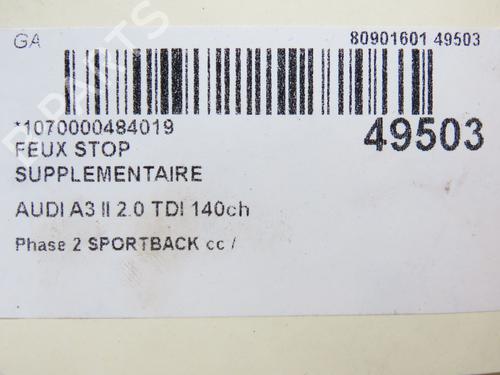 GA 80901601 49503
*1070000484019 49503
FEUX STOP
SUPPLEMENTAIRE
AUDI A3 II 2.0 TDI 140ch
Phase 2 SPORTBACK cc /